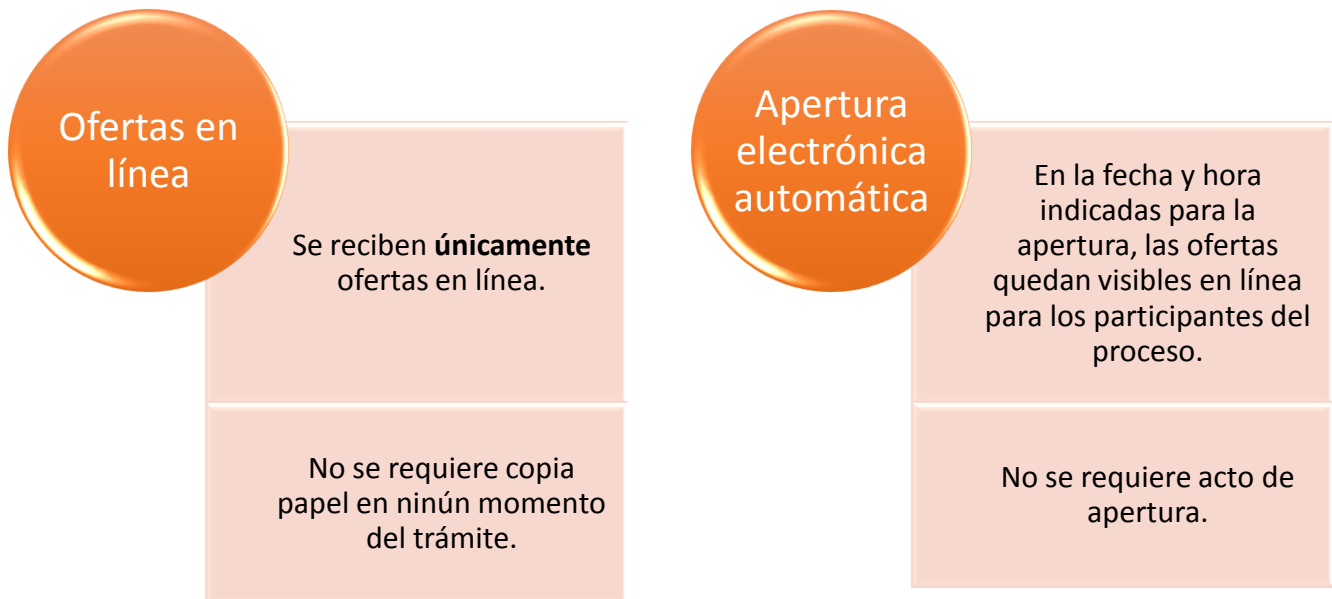 Ofertas en
línea
Se reciben únicamente
ofertas en línea.
No se requiere copia
papel en ninún momento
del trámite.
Apertura
electrónica
automática
En la fecha y hora
indicadas para la
apertura, las ofertas
quedan visibles en línea
para los participantes del
proceso.
No se requiere acto de
apertura.